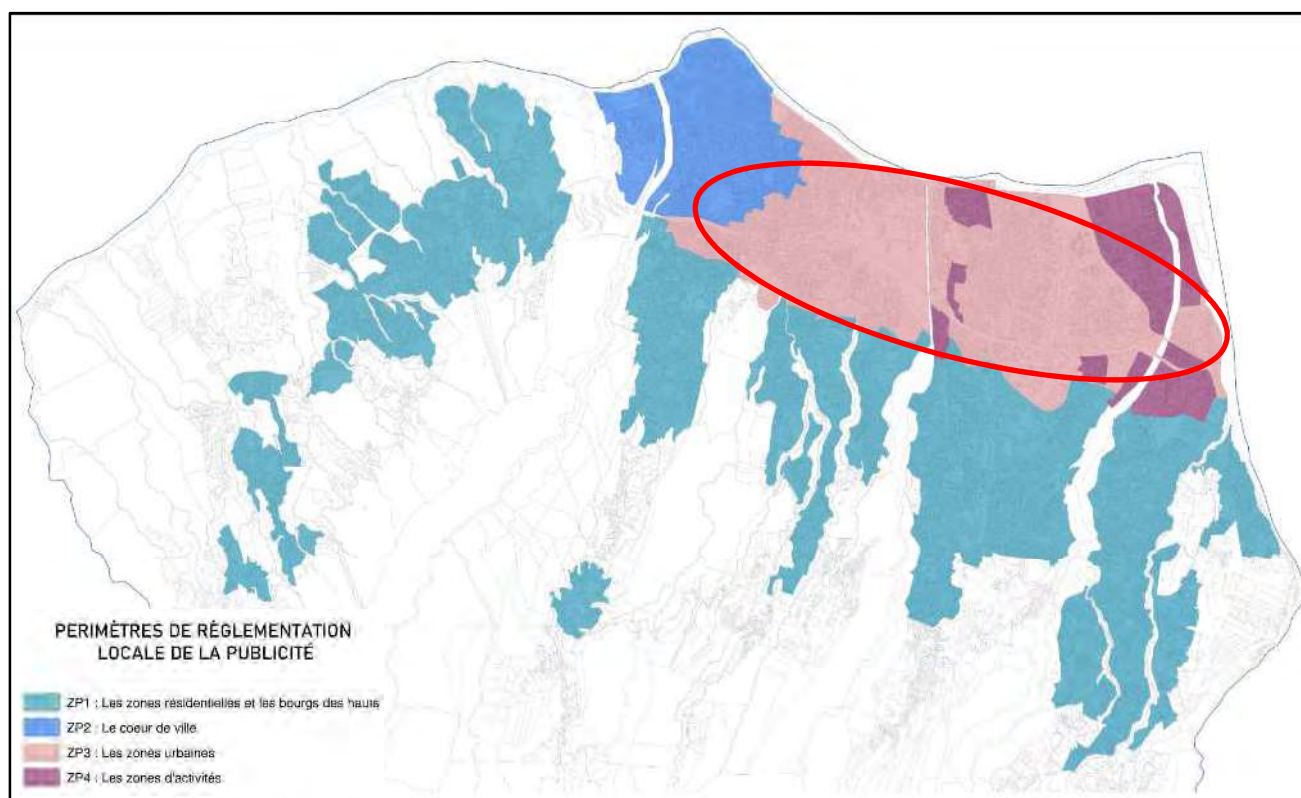 PERIMÈTRES DE RÉGLEMENTATION
LOCALE DE LA PUBLICITÉ
ZP1 : Les zones résidentielles et les bourgs des hauts
ZP2 : Le coeur de ville
ZP3 : Les zones urbaines
ZP4 : Les zones d'activités